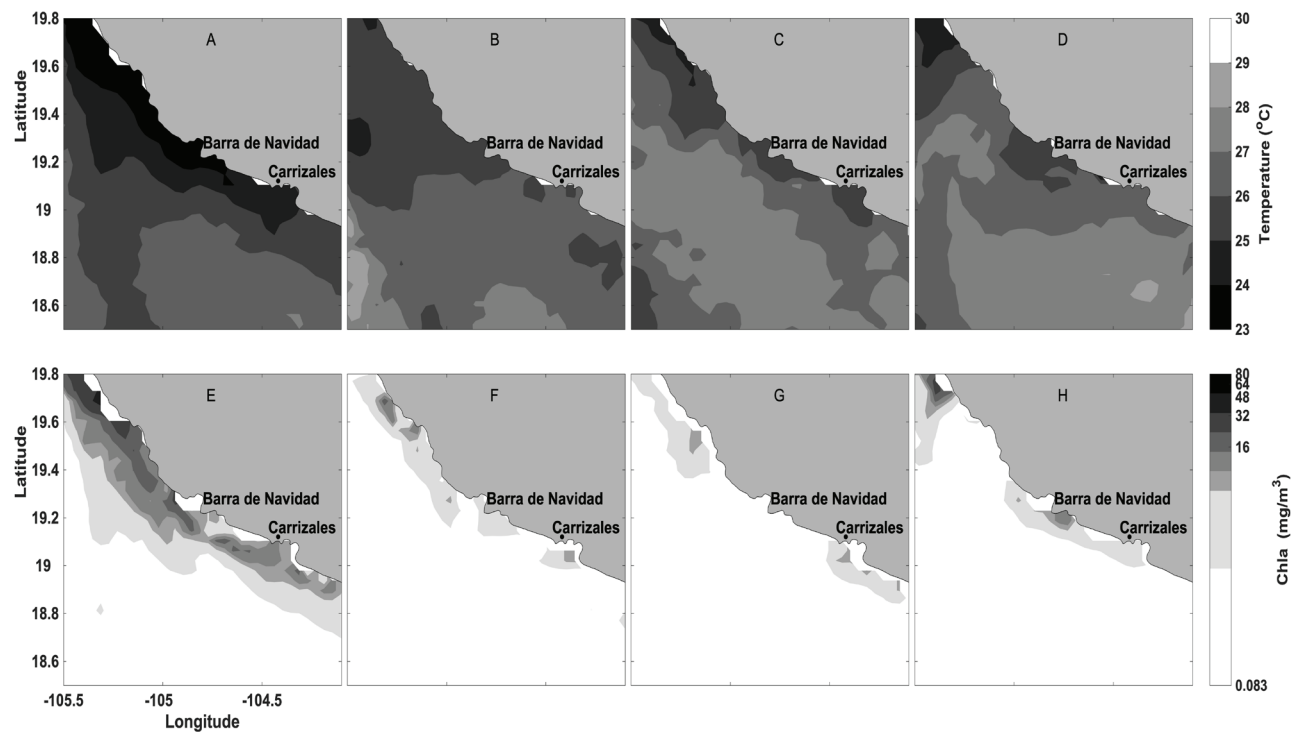 A
B
C
D
Latitude
19.8
19.6
19.4
19.2
19
18.8
18.6
Barra de Navidad
Carrizales
Barra de Navidad
Carrizales
Barra de Navidad
Carrizales
Barra de Navidad
Carrizales
30
29
28
27
26
25
24
23
Temperature (°C)
E
F
G
H
Latitude
19.8
19.6
19.4
19.2
19
18.8
18.6
Barra de Navidad
Carrizales
Barra de Navidad
Carrizales
Barra de Navidad
Carrizales
Barra de Navidad
Carrizales
80
64
48
32
16
0.083
Chla (mg/m³)
-105.5
-105
-104.5
Longitude